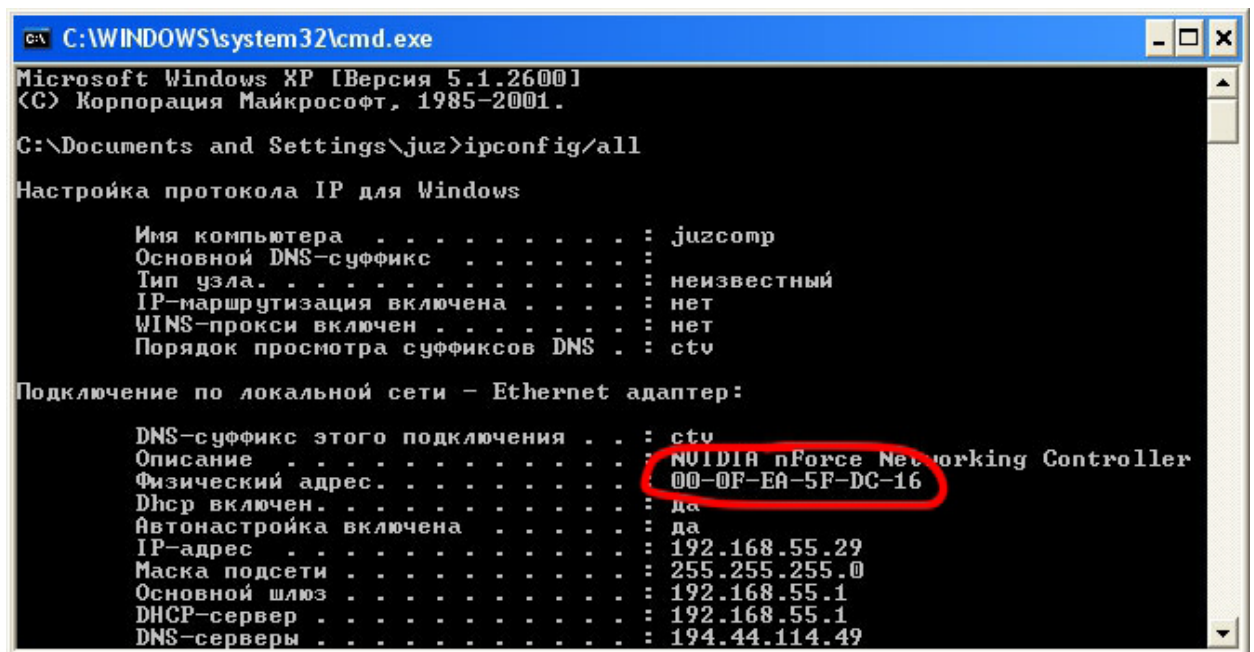 C:\WINDOWS\system32\cmd.exe
Microsoft Windows XP [Версия 5.1.2600]
(C) Корпорация Майкрософт, 1985-2001.
C:\Documents and Settings\juz>ipconfig/all
Настройка протокола IP для Windows
Имя компьютера . . . . . . . . . : juzcomp
Основной DNS-суффикс . . . . . . :
Тип узла. . . . . . . . . . . . : неизвестный
IP-маршрутизация включена . . . . : нет
WINS-прокси включен . . . . . . . : нет
Порядок просмотра суффиксов DNS . : ctv
Подключение по локальной сети - Ethernet адаптер:
DNS-суффикс этого подключения . . : ctv
Описание . . . . . . . . . . . . : NVIDIA nForce Networking Controller
Физический адрес. . . . . . . . . : 00-0F-EA-5F-DC-16
Dhcp включен. . . . . . . . . . . : да
Автонастройка включена . . . . . : да
IP-адрес . . . . . . . . . . . . : 192.168.55.29
Маска подсети . . . . . . . . . . : 255.255.255.0
Основной шлюз . . . . . . . . . . : 192.168.55.1
DHCP-сервер . . . . . . . . . . . : 192.168.55.1
DNS-серверы . . . . . . . . . . . : 194.44.114.49